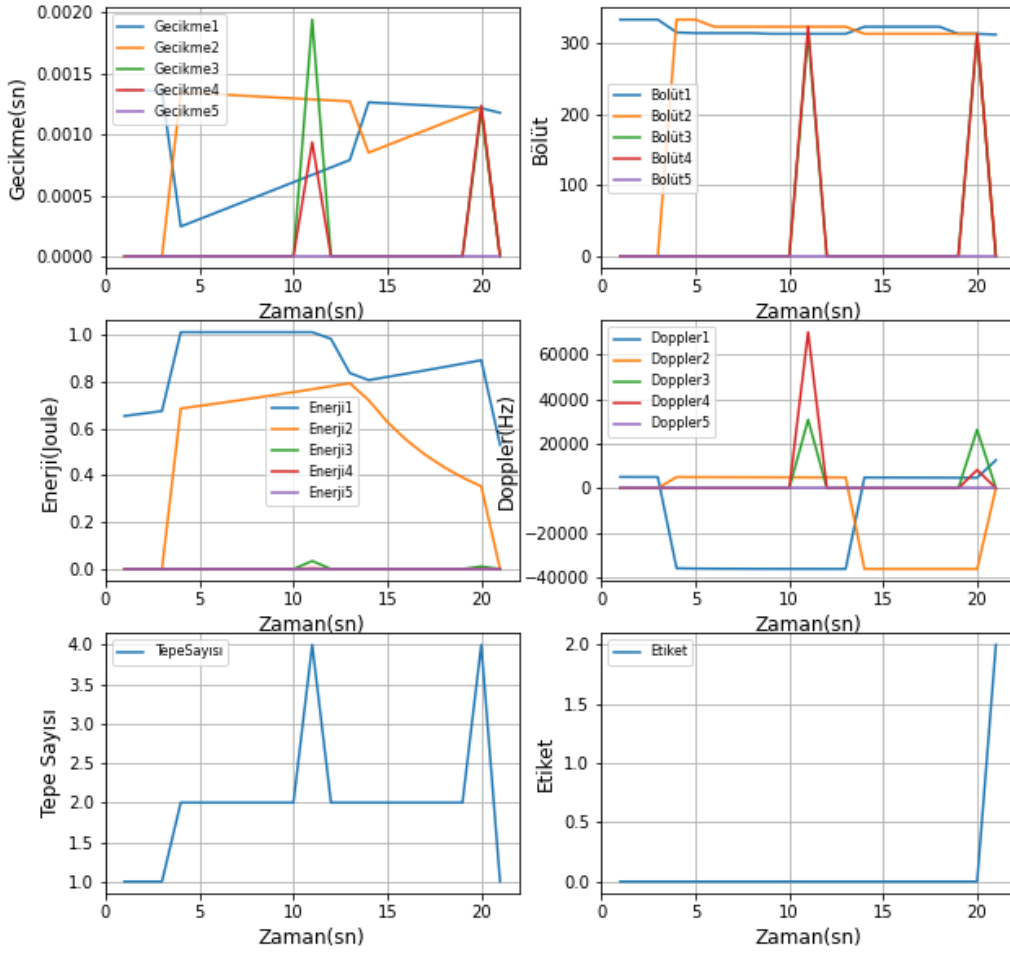 Gecikme(sn)
0.0020
0.0015
0.0010
0.0005
0.0000
Gecikme1
Gecikme2
Gecikme3
Gecikme4
Gecikme5
0 5 10 15 20
Zaman(sn)
Bölüt
300
200
100
0
Bolüt1
Bolüt2
Bolüt3
Bolüt4
Bolüt5
0 5 10 15 20
Zaman(sn)
Enerji(Joule)
1.0
0.8
0.6
0.4
0.2
0.0
Enerji1
Enerji2
Enerji3
Enerji4
Enerji5
0 5 10 15 20
Zaman(sn)
Doppler(Hz)
60000
40000
20000
0
−20000
−40000
Doppler1
Doppler2
Doppler3
Doppler4
Doppler5
0 5 10 15 20
Zaman(sn)
Tepe Sayısı
4.0
3.5
3.0
2.5
2.0
1.5
1.0
TepeSayısı
0 5 10 15 20
Zaman(sn)
Etiket
2.0
1.5
1.0
0.5
0.0
Etiket
0 5 10 15 20
Zaman(sn)